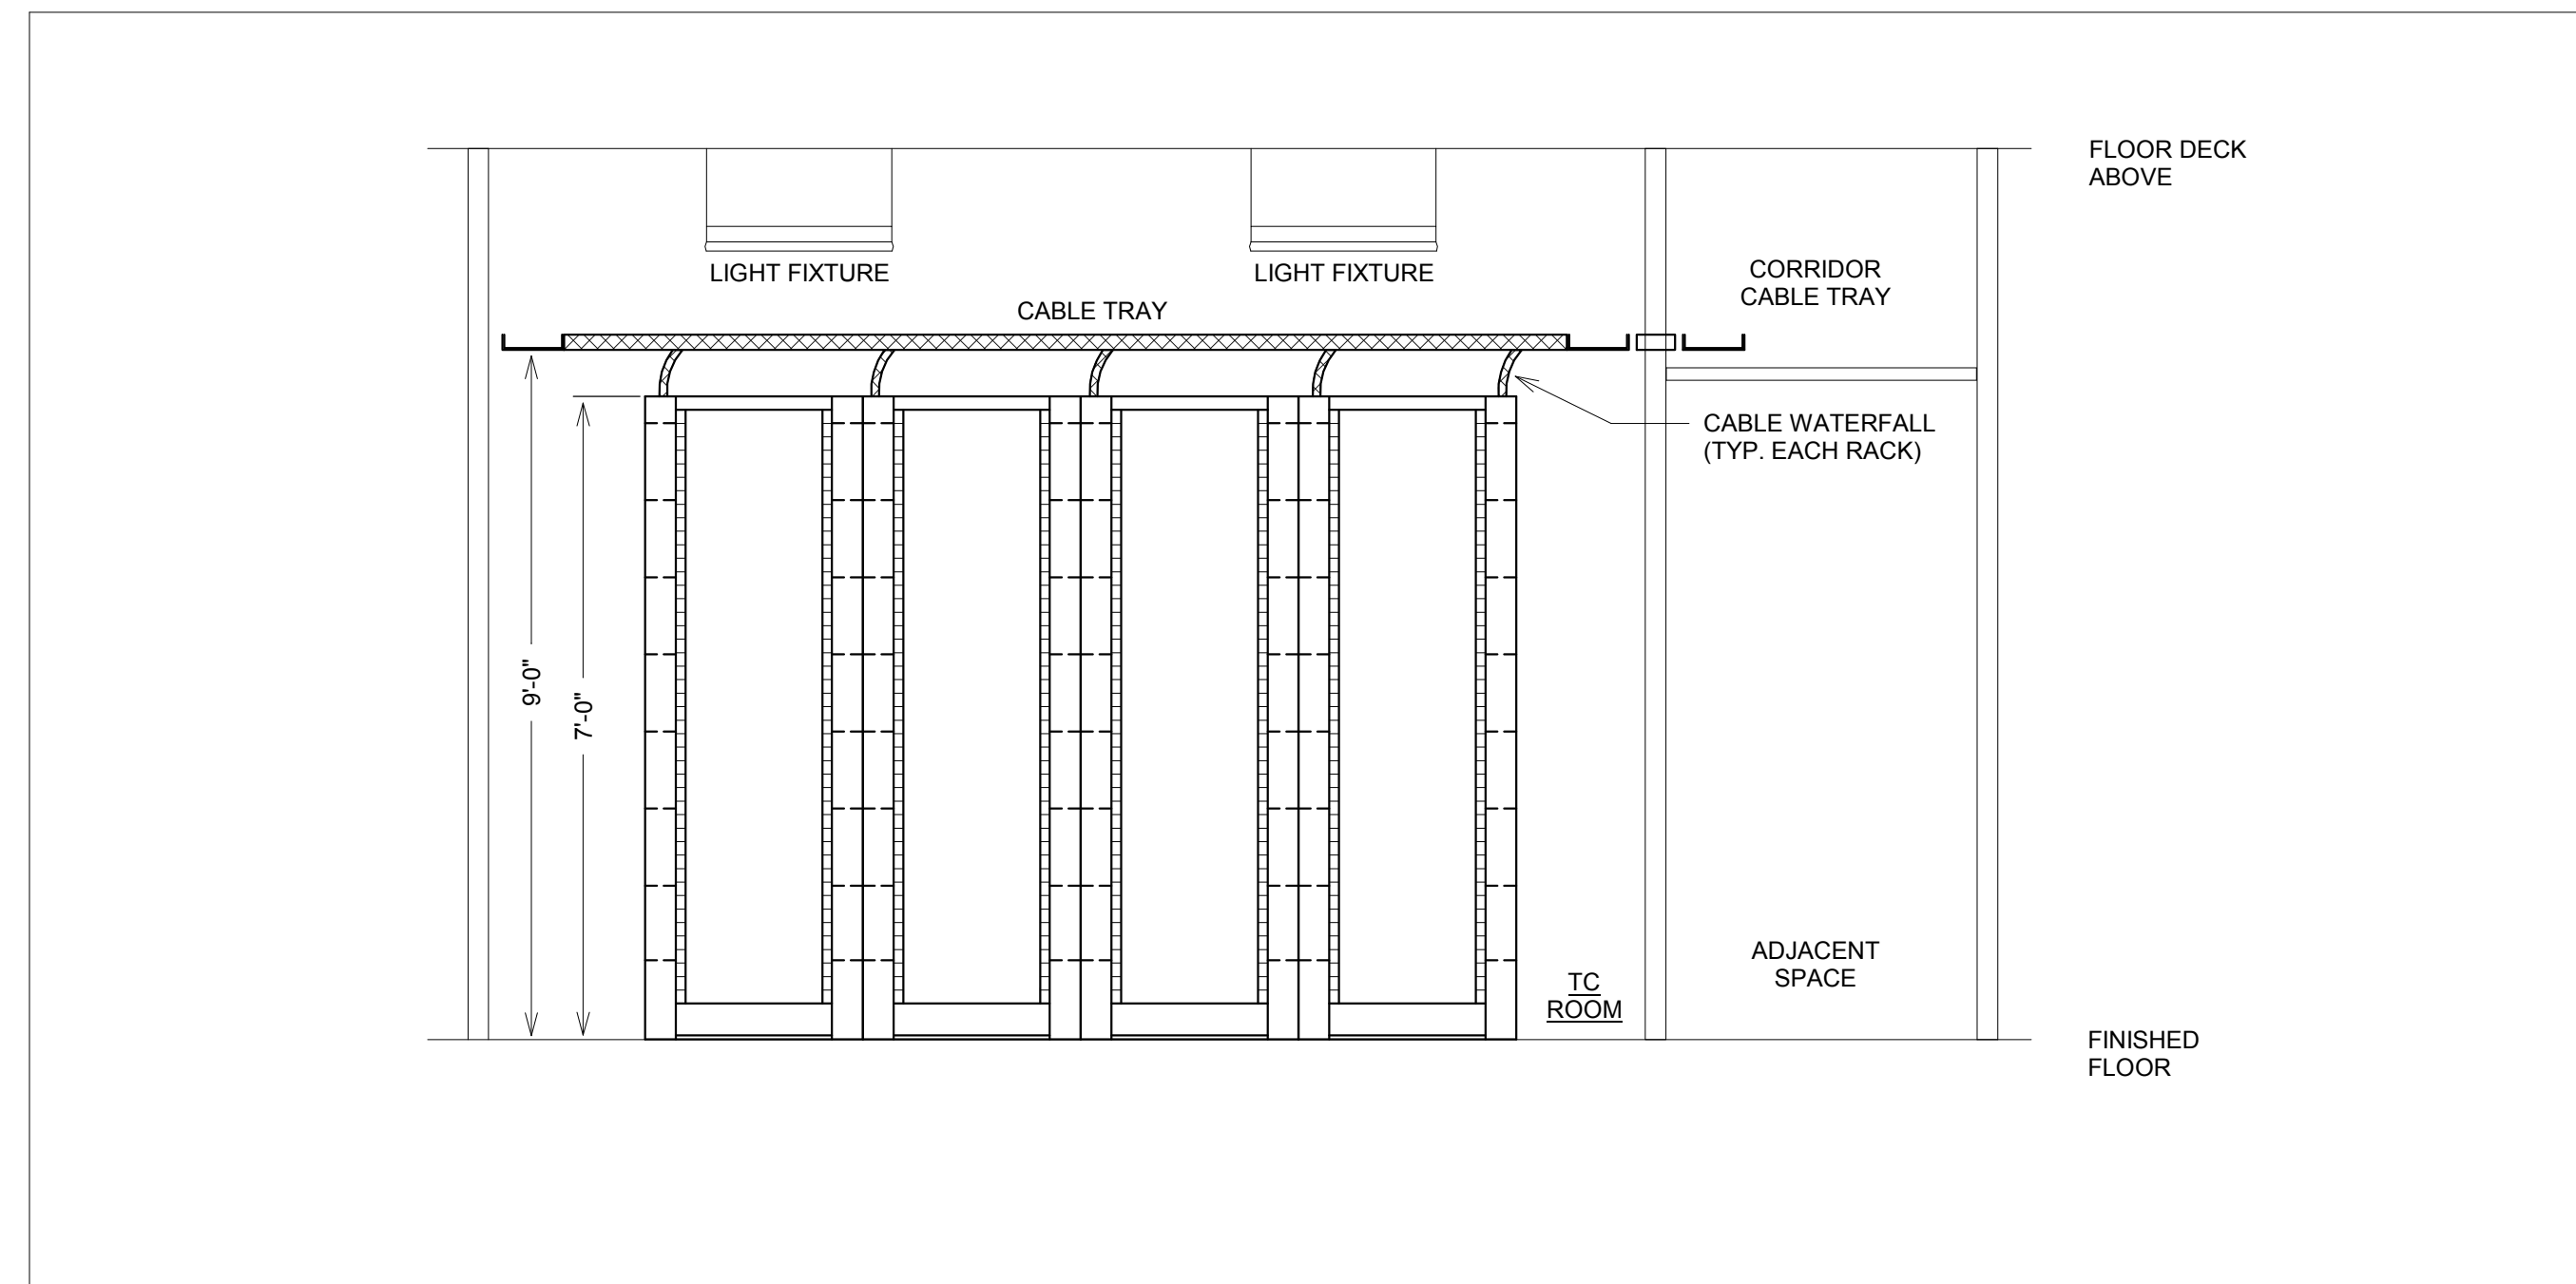 FLOOR DECK
ABOVE
LIGHT FIXTURE
LIGHT FIXTURE
CORRIDOR
CABLE TRAY
CABLE TRAY
CABLE WATERFALL
(TYP. EACH RACK)
9'-0"
7'-0"
ADJACENT
SPACE
TC
ROOM
FINISHED
FLOOR